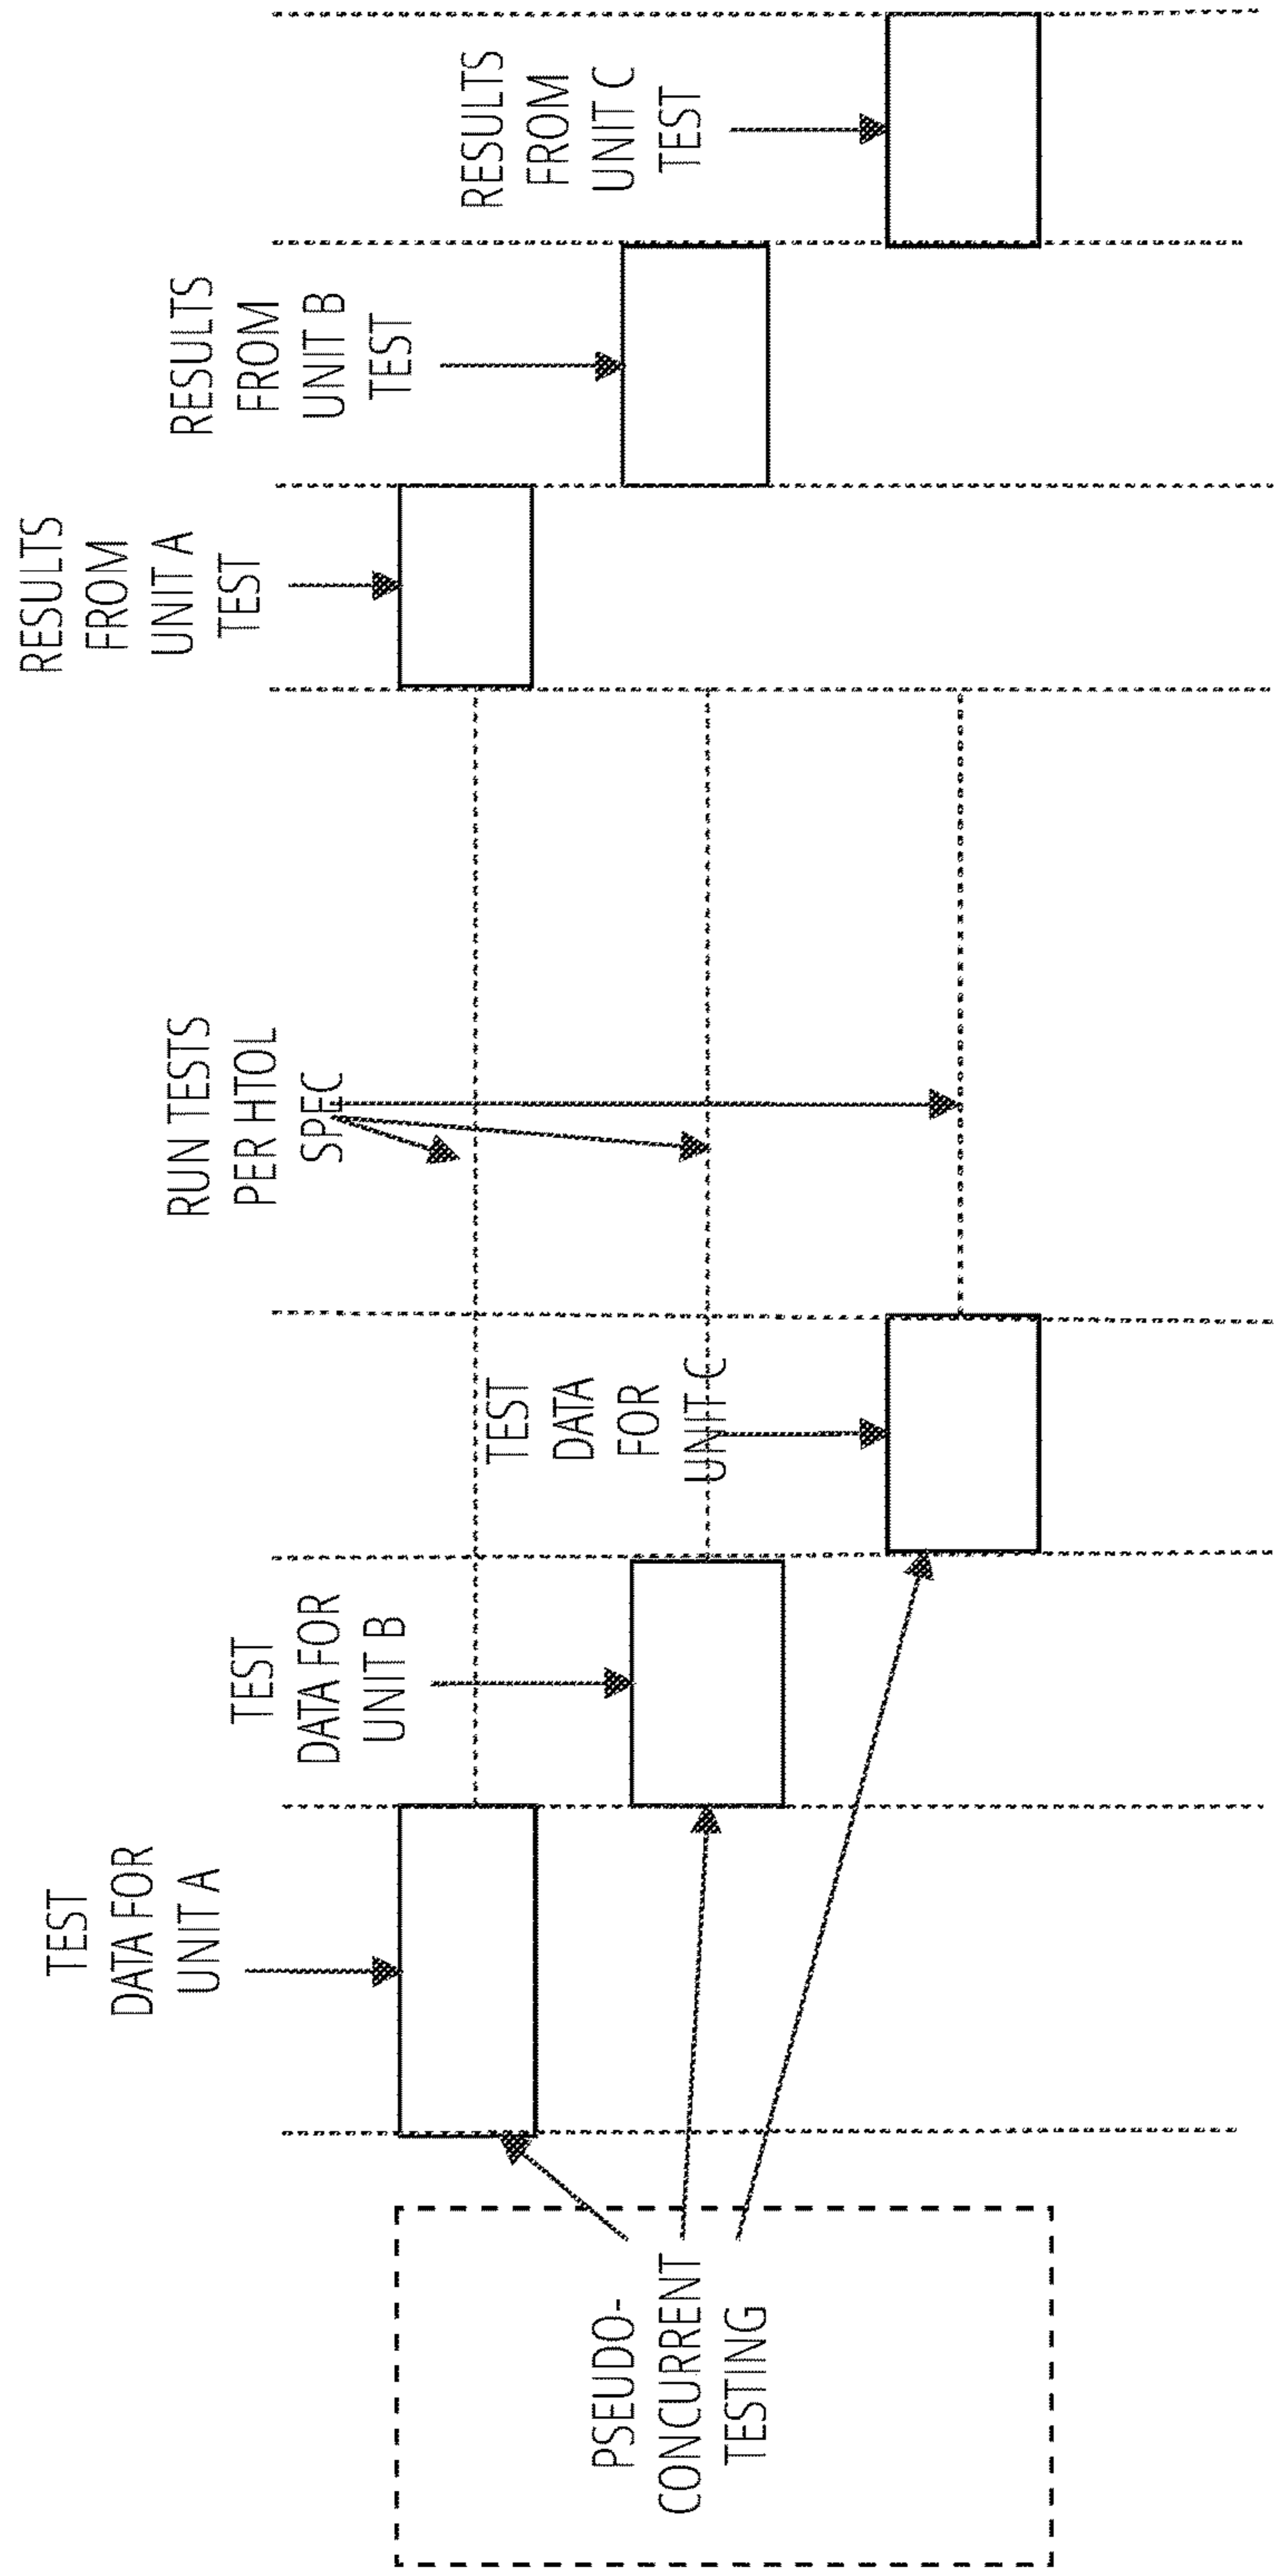 PSEUDO-
CONCURRENT
TESTING
TEST
DATA FOR
UNIT A
TEST
DATA FOR
UNIT B
TEST
DATA
FOR
UNIT C
RUN TESTS
PER HTOL
SPEC
RESULTS
FROM
UNIT A
TEST
RESULTS
FROM
UNIT B
TEST
RESULTS
FROM
UNIT C
TEST